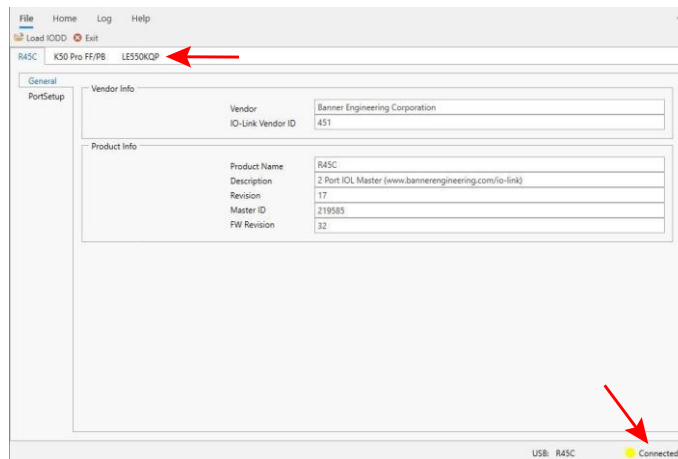 File Home Log Help
Load IODD Exit
R45C K50 Pro FF/PB LE550KQP
General
PortSetup
Vendor Info
Vendor Banner Engineering Corporation
IO-Link Vendor ID 451
Product Info
Product Name R45C
Description 2 Port IOL Master (www.bannerengineering.com/io-link)
Revision 17
Master ID 219585
FW Revision 32
USB: R45C Connected